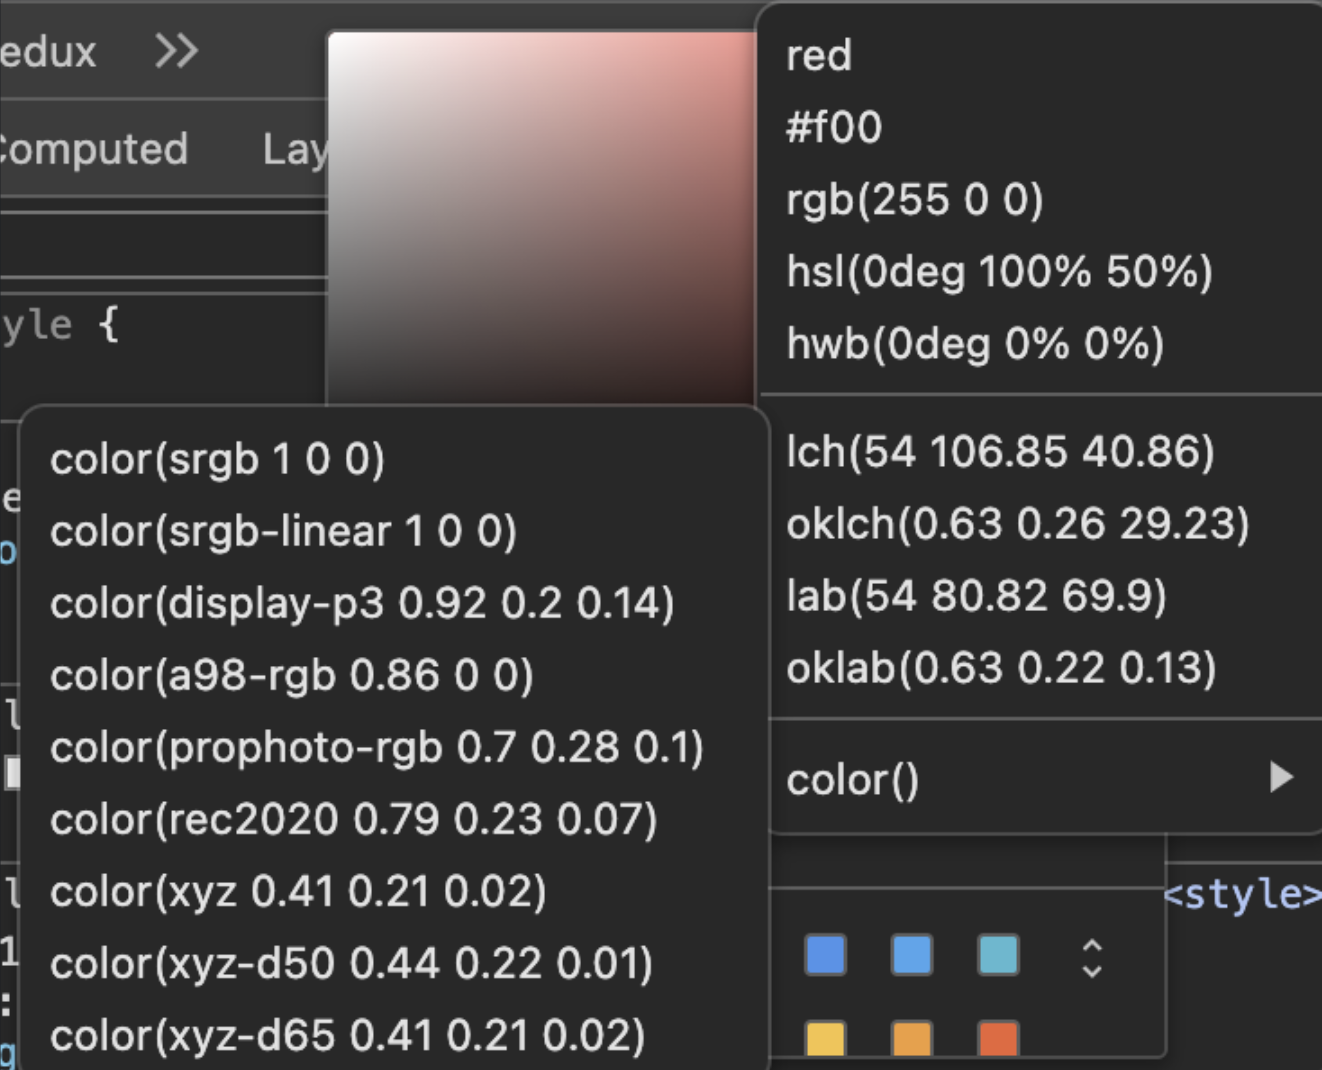 edux
Computed Lay
yle {
red
#f00
rgb(255 0 0)
hsl(0deg 100% 50%)
hwb(0deg 0% 0%)
lch(54 106.85 40.86)
oklch(0.63 0.26 29.23)
lab(54 80.82 69.9)
oklab(0.63 0.22 0.13)
color()
color(srgb 1 0 0)
color(srgb-linear 1 0 0)
color(display-p3 0.92 0.2 0.14)
color(a98-rgb 0.86 0 0)
color(prophoto-rgb 0.7 0.28 0.1)
color(rec2020 0.79 0.23 0.07)
color(xyz 0.41 0.21 0.02)
color(xyz-d50 0.44 0.22 0.01)
color(xyz-d65 0.41 0.21 0.02)
<style>